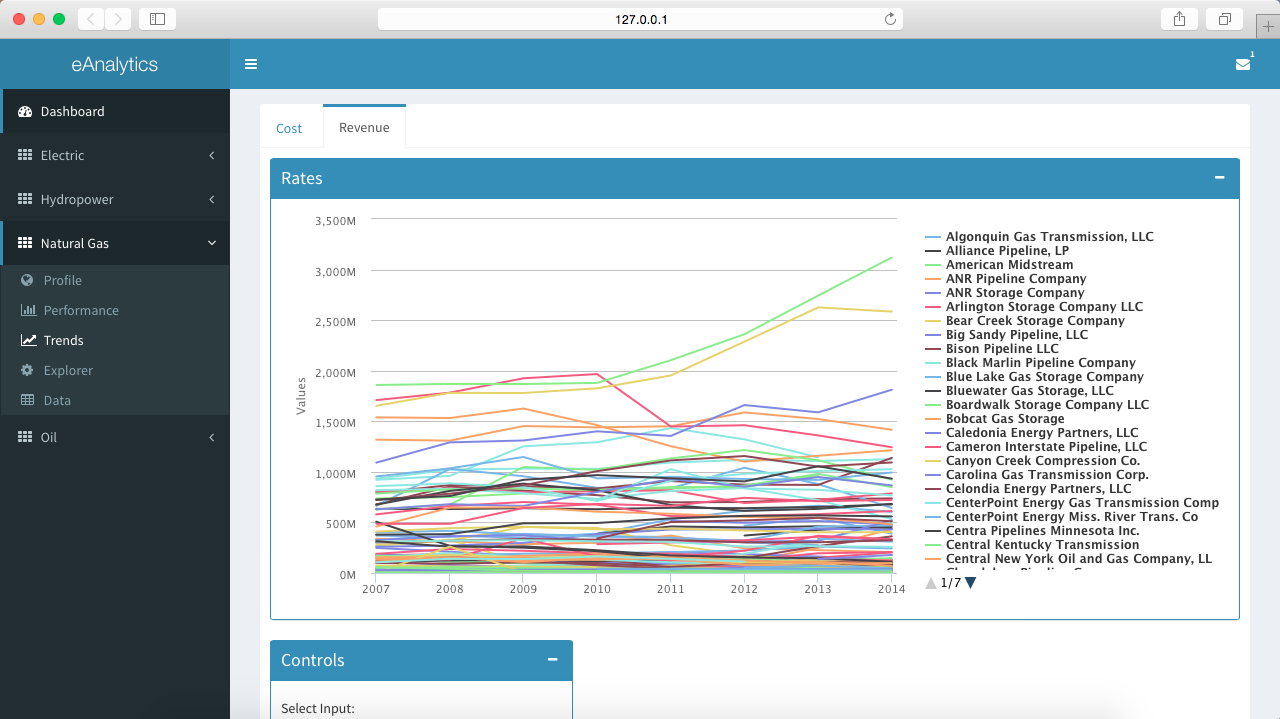 127.0.0.1
eAnalytics
1
Dashboard
Electric
Hydropower
Natural Gas
Profile
Performance
Trends
Explorer
Data
Oil
Cost
Revenue
Rates
Values
3,500M
3,000M
2,500M
2,000M
1,500M
1,000M
500M
0M
2007 2008 2009 2010 2011 2012 2013 2014
Algonquin Gas Transmission, LLC
Alliance Pipeline, LP
American Midstream
ANR Pipeline Company
ANR Storage Company
Arlington Storage Company LLC
Bear Creek Storage Company
Big Sandy Pipeline, LLC
Bison Pipeline LLC
Black Marlin Pipeline Company
Blue Lake Gas Storage Company
Bluewater Gas Storage, LLC
Boardwalk Storage Company LLC
Bobcat Gas Storage
Caledonia Energy Partners, LLC
Cameron Interstate Pipeline, LLC
Canyon Creek Compression Co.
Carolina Gas Transmission Corp.
Celondia Energy Partners, LLC
CenterPoint Energy Gas Transmission Comp
CenterPoint Energy Miss. River Trans. Co
Centra Pipelines Minnesota Inc.
Central Kentucky Transmission
Central New York Oil and Gas Company, LL
1/7
Controls
Select Input: